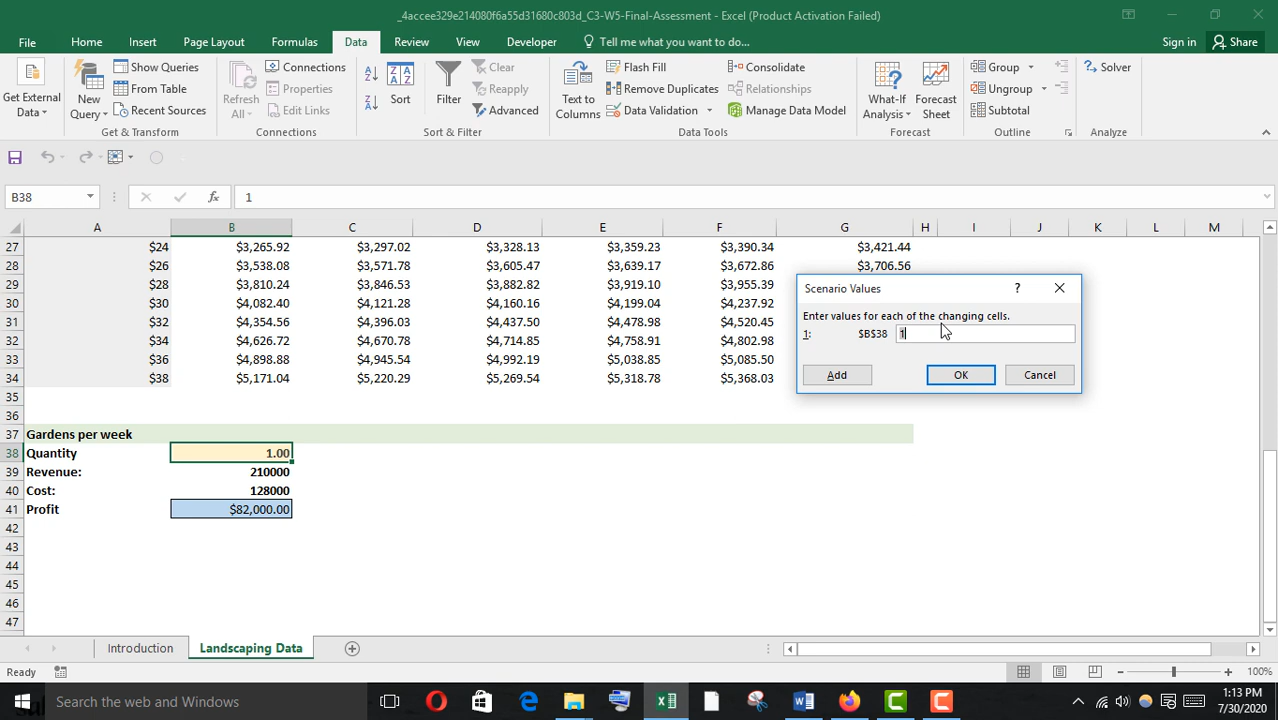 _4accee329e214080f6a55d31680c803d_C3-W5-Final-Assessment - Excel (Product Activation Failed)
File Home Insert Page Layout Formulas Data Review View Developer Tell me what you want to do... Sign in Share
Get External Data
New Query
Show Queries
From Table
Recent Sources
Get & Transform
Refresh All
Connections
Properties
Edit Links
Connections
Sort
Filter
Clear
Reapply
Advanced
Sort & Filter
Text to Columns
Flash Fill
Remove Duplicates
Data Validation
Consolidate
Relationships
Manage Data Model
Data Tools
What-If Analysis
Forecast Sheet
Forecast
Group
Ungroup
Subtotal
Outline
Solver
Analyze
B38 fx 1
A B C D E F G H I J K L M
27 $24 $3,265.92 $3,297.02 $3,328.13 $3,359.23 $3,390.34 $3,421.44
28 $26 $3,538.08 $3,571.78 $3,605.47 $3,639.17 $3,672.86 $3,706.56
29 $28 $3,810.24 $3,846.53 $3,882.82 $3,919.10 $3,955.39
30 $30 $4,082.40 $4,121.28 $4,160.16 $4,199.04 $4,237.92
31 $32 $4,354.56 $4,396.03 $4,437.50 $4,478.98 $4,520.45
32 $34 $4,626.72 $4,670.78 $4,714.85 $4,758.91 $4,802.98
33 $36 $4,898.88 $4,945.54 $4,992.19 $5,038.85 $5,085.50
34 $38 $5,171.04 $5,220.29 $5,269.54 $5,318.78 $5,368.03
35
36
37 Gardens per week
38 Quantity 1.00
39 Revenue: 210000
40 Cost: 128000
41 Profit $82,000.00
42
43
44
45
46
47
Scenario Values ?
Enter values for each of the changing cells.
1: $B$38 1
Add OK Cancel
Introduction Landscaping Data
Ready 100%
Search the web and Windows
1:13 PM
7/30/2020